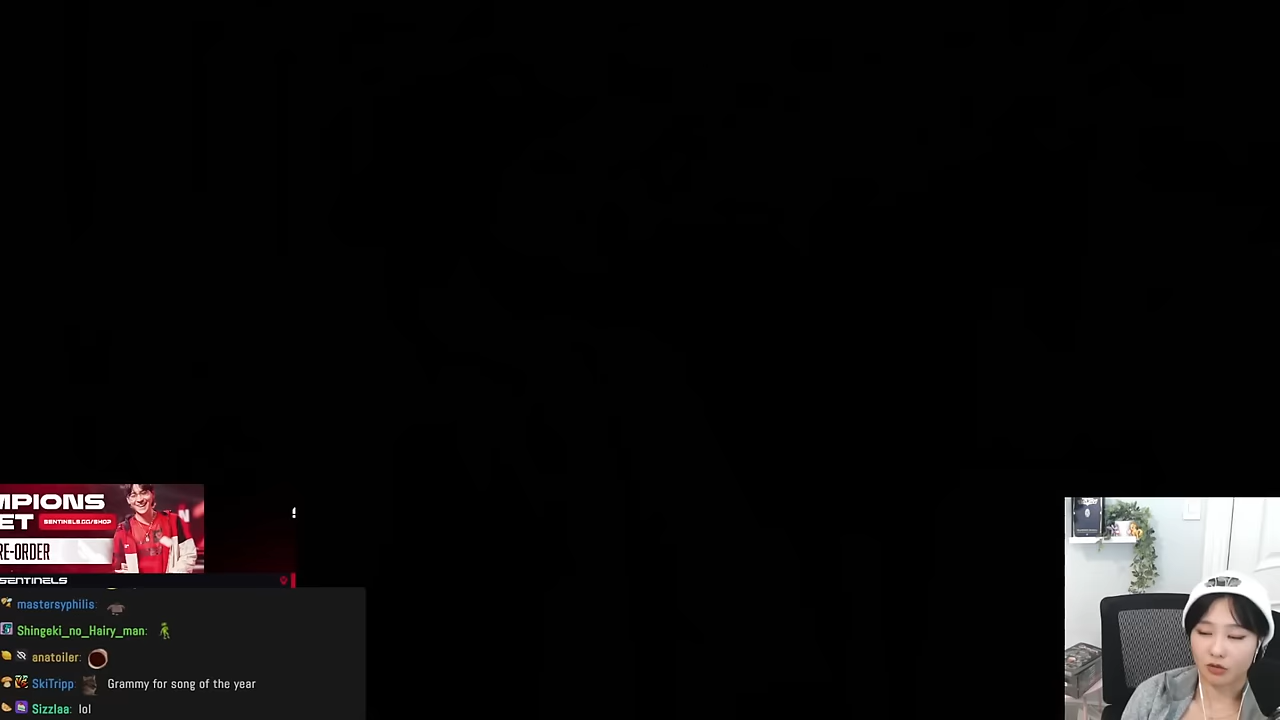 MPIONS
ET SENTINELS.GG/SHOP
RE-ORDER
SENTINELS
mastersyphilis:
Shingeki_no_Hairy_man:
anatoiler:
SkiTripp: Grammy for song of the year
Sizzlaa: lol